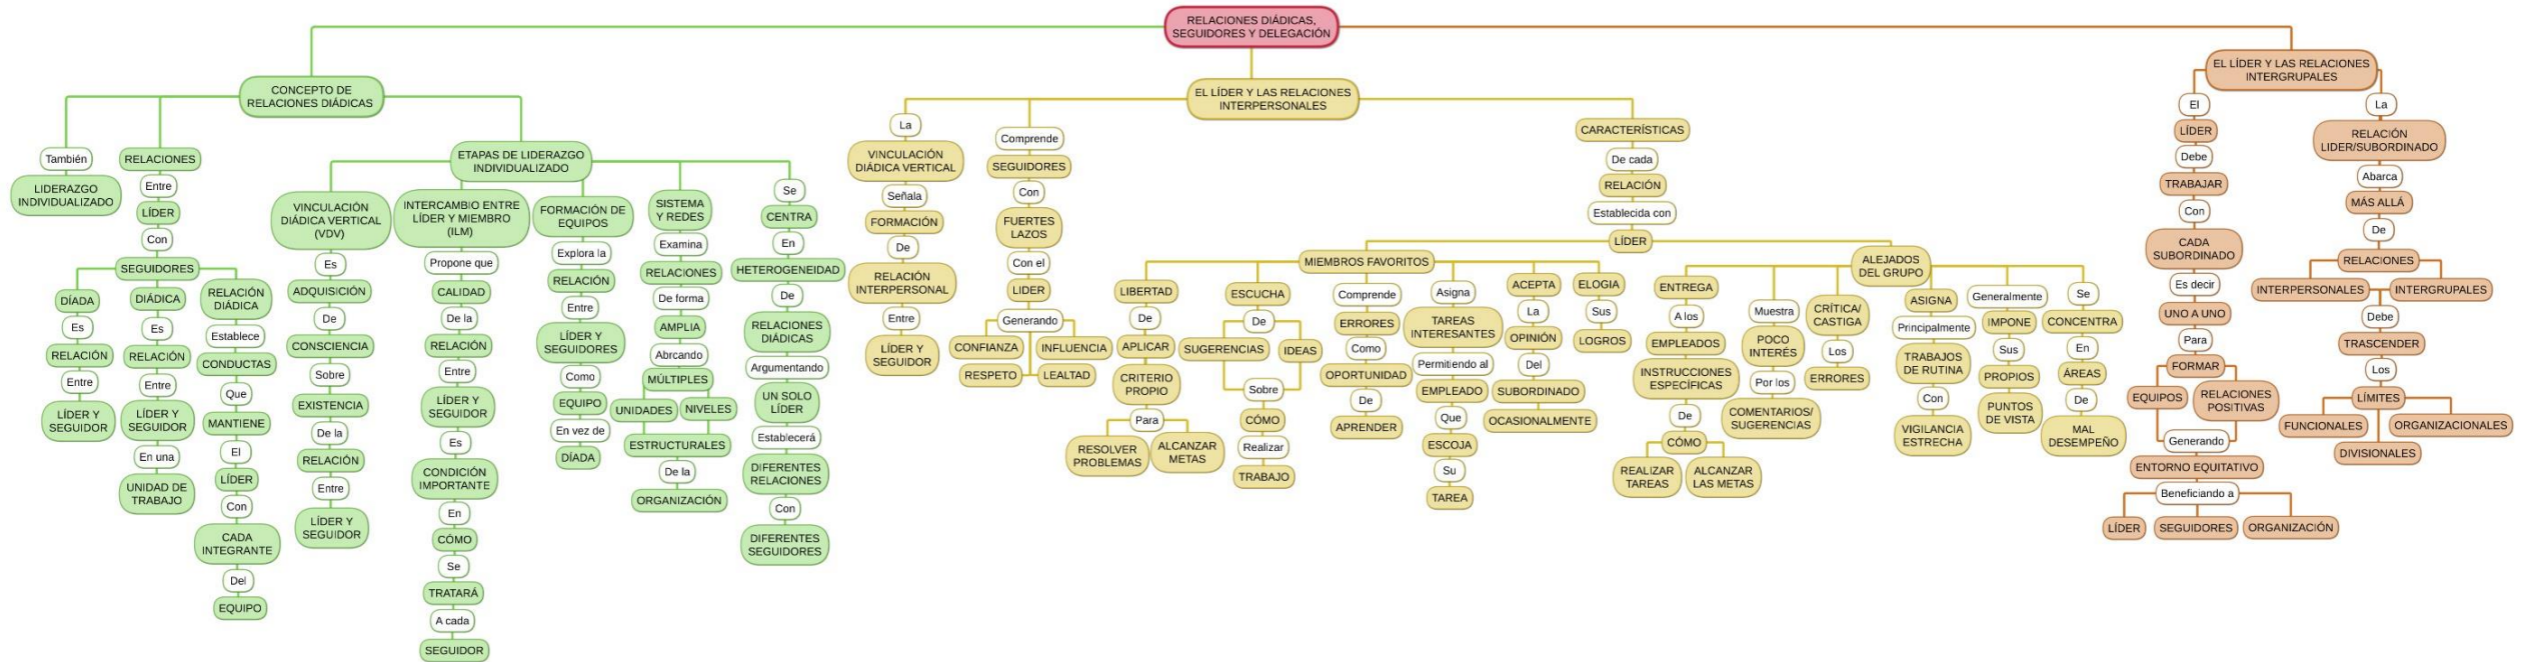 RELACIONES DIÁDICAS,
SEGUIDORES Y DELEGACIÓN
CONCEPTO DE
RELACIONES DIÁDICAS
También
LIDERAZGO
INDIVIDUALIZADO
RELACIONES
Entre
LÍDER
Con
SEGUIDORES
DÍADA
Es
RELACIÓN
Entre
LÍDER Y
SEGUIDOR
DIÁDICA
Es
RELACIÓN
Entre
LÍDER Y
SEGUIDOR
En una
UNIDAD DE
TRABAJO
RELACIÓN
DIÁDICA
Establece
CONDUCTAS
Que
MANTIENE
El
LÍDER
Con
CADA
INTEGRANTE
Del
EQUIPO
ETAPAS DE LIDERAZGO
INDIVIDUALIZADO
VINCULACIÓN
DIÁDICA VERTICAL
(VDV)
Es
ADQUISICIÓN
De
CONSCIENCIA
Sobre
EXISTENCIA
De la
RELACIÓN
Entre
LÍDER Y
SEGUIDOR
INTERCAMBIO ENTRE
LÍDER Y MIEMBRO
(ILM)
Propone que
CALIDAD
De la
RELACIÓN
Entre
LÍDER Y
SEGUIDOR
Es
CONDICIÓN
IMPORTANTE
En
CÓMO
Se
TRATARÁ
A cada
SEGUIDOR
FORMACIÓN DE
EQUIPOS
Explora la
RELACIÓN
Entre
LÍDER Y
SEGUIDORES
Como
EQUIPO
En vez de
DÍADA
SISTEMA
Y REDES
Examina
RELACIONES
De forma
AMPLIA
Abrcando
MÚLTIPLES
UNIDADES
NIVELES
ESTRUCTURALES
De la
ORGANIZACIÓN
Se
CENTRA
En
HETEROGENEIDAD
De
RELACIONES
DIÁDICAS
Argumentando
UN SOLO
LÍDER
Establecerá
DIFERENTES
RELACIONES
Con
DIFERENTES
SEGUIDORES
EL LÍDER Y LAS RELACIONES
INTERPERSONALES
La
VINCULACIÓN
DIÁDICA VERTICAL
Señala
FORMACIÓN
De
RELACIÓN
INTERPERSONAL
Entre
LÍDER Y
SEGUIDOR
Comprende
SEGUIDORES
Con
FUERTES
LAZOS
Con el
LIDER
Generando
CONFIANZA
INFLUENCIA
RESPETO
LEALTAD
CARACTERÍSTICAS
De cada
RELACIÓN
Establecida con
LÍDER
MIEMBROS FAVORITOS
LIBERTAD
De
APLICAR
CRITERIO
PROPIO
Para
RESOLVER
PROBLEMAS
ALCANZAR
METAS
ESCUCHA
De
SUGERENCIAS
IDEAS
Sobre
CÓMO
Realizar
TRABAJO
Comprende
ERRORES
Como
OPORTUNIDAD
De
APRENDER
Asigna
TAREAS
INTERESANTES
Permitiendo al
EMPLEADO
Que
ESCOJA
Su
TAREA
ACEPTA
La
OPINIÓN
Del
SUBORDINADO
OCASIONALMENTE
ELOGIA
Sus
LOGROS
ALEJADOS
DEL GRUPO
ENTREGA
A los
EMPLEADOS
INSTRUCCIONES
ESPECÍFICAS
De
CÓMO
REALIZAR
TAREAS
ALCANZAR
LAS METAS
Muestra
POCO
INTERÉS
Por los
COMENTARIOS/
SUGERENCIAS
CRÍTICA/
CASTIGA
Los
ERRORES
ASIGNA
Principalmente
TRABAJOS
DE RUTINA
Con
VIGILANCIA
ESTRECHA
Generalmente
IMPONE
Sus
PROPIOS
PUNTOS
DE VISTA
Se
CONCENTRA
En
ÁREAS
De
MAL
DESEMPEÑO
EL LÍDER Y LAS RELACIONES
INTERGRUPALES
El
LÍDER
Debe
TRABAJAR
Con
CADA
SUBORDINADO
Es decir
UNO A UNO
Para
FORMAR
EQUIPOS
RELACIONES
POSITIVAS
Generando
ENTORNO EQUITATIVO
Beneficiando a
LÍDER
SEGUIDORES
ORGANIZACIÓN
La
RELACIÓN
LIDER/SUBORDINADO
Abarca
MÁS ALLÁ
De
RELACIONES
INTERPERSONALES
INTERGRUPALES
Debe
TRASCENDER
Los
LÍMITES
FUNCIONALES
ORGANIZACIONALES
DIVISIONALES